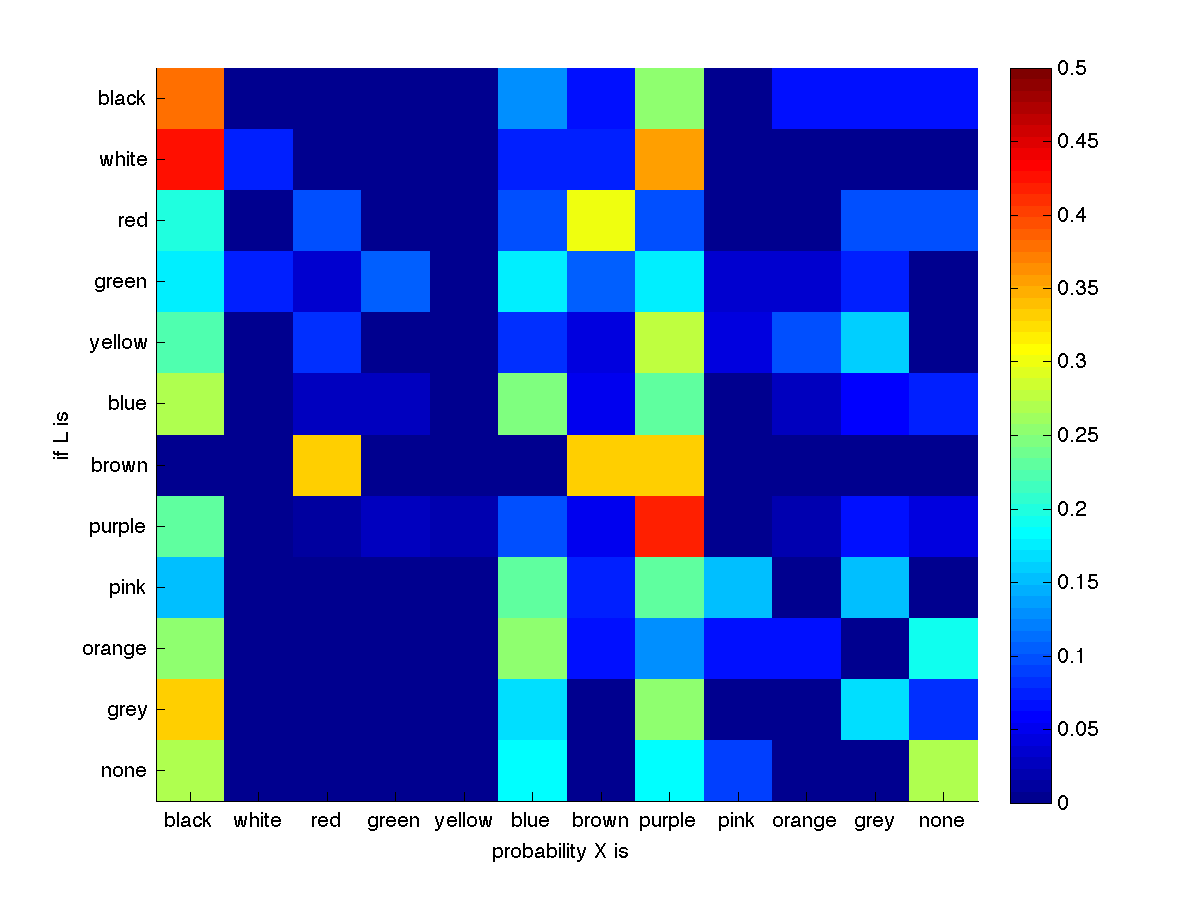 black
white
red
green
yellow
blue
brown
purple
pink
orange
grey
none
if L is
black white red green yellow blue brown purple pink orange grey none
probability X is
0.5
0.45
0.4
0.35
0.3
0.25
0.2
0.15
0.1
0.05
0